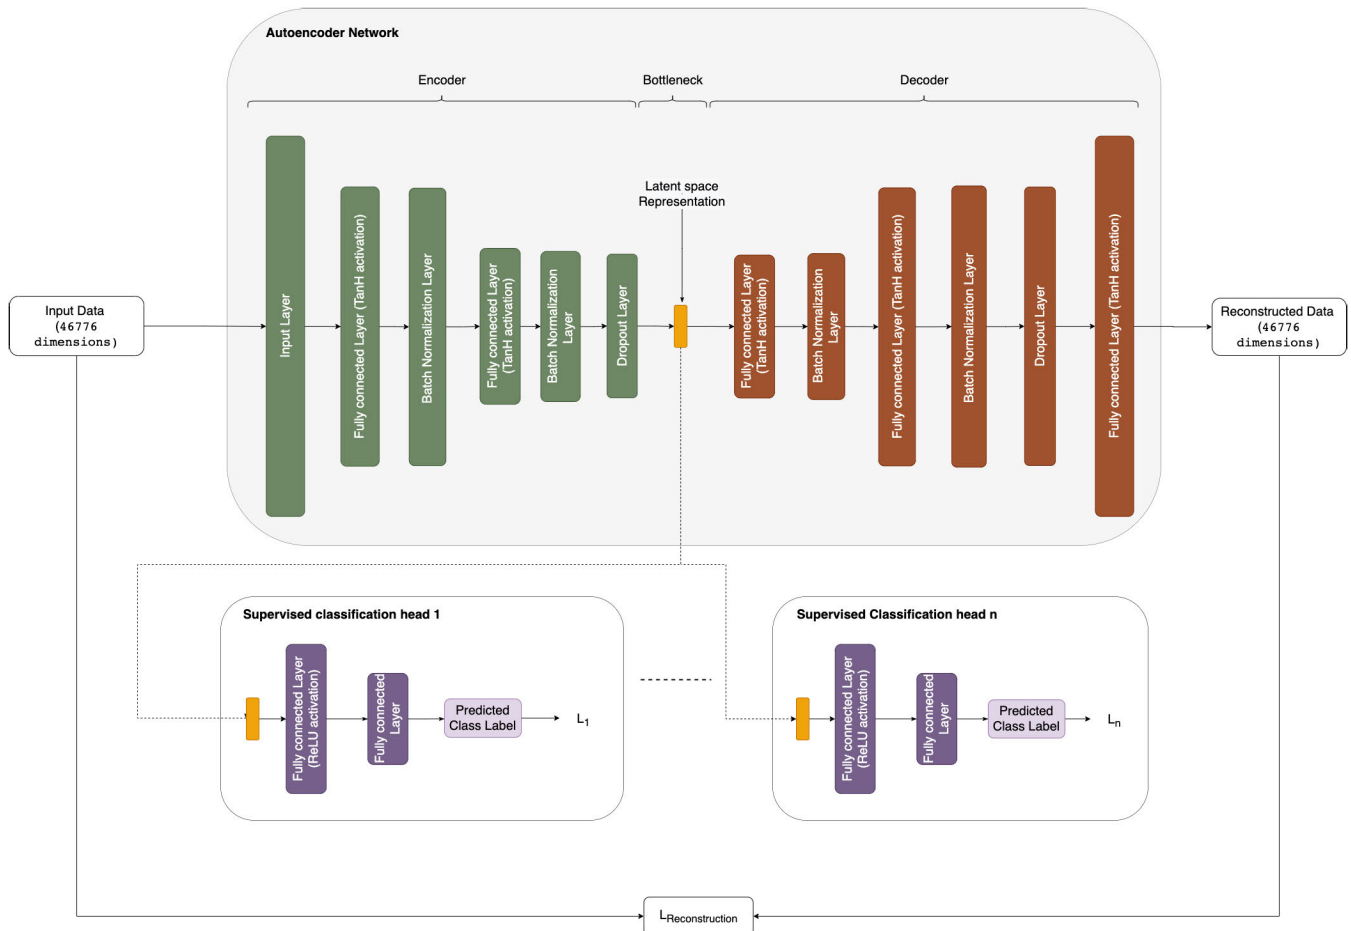 Autoencoder Network
Encoder
Bottleneck
Decoder
Input Data
(46776
dimensions)
Input Layer
Fully connected Layer (TanH activation)
Batch Normalization Layer
Fully connected Layer
(TanH activation)
Batch Normalization
Layer
Dropout Layer
Latent space
Representation
Fully connected Layer
(TanH activation)
Batch Normalization
Layer
Fully connected Layer (TanH activation)
Batch Normalization Layer
Dropout Layer
Fully connected Layer (TanH activation)
Reconstructed Data
(46776
dimensions)
Supervised classification head 1
Fully connected Layer
(ReLU activation)
Fully connected
Layer
Predicted
Class Label
L1
Supervised Classification head n
Fully connected Layer
(ReLU activation)
Fully connected
Layer
Predicted
Class Label
Ln
LReconstruction